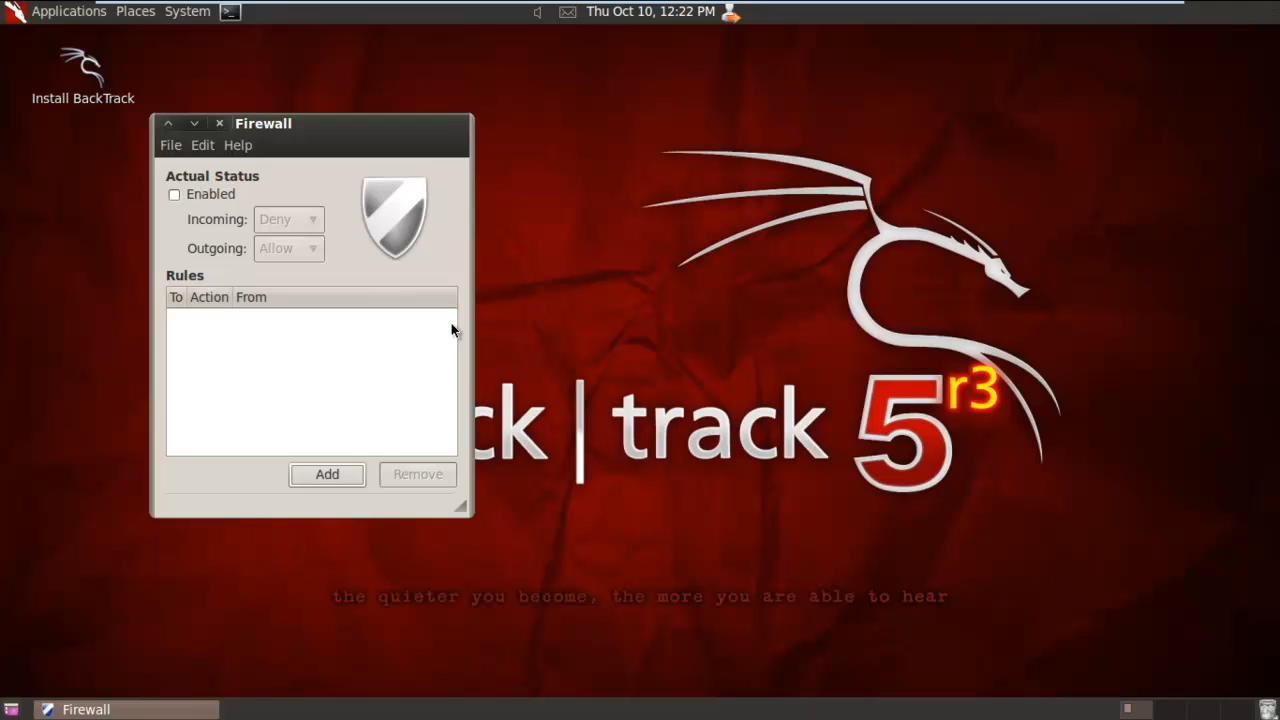 Applications Places System Thu Oct 10, 12:22 PM
Install BackTrack
Firewall
File Edit Help
Actual Status
Enabled
Incoming: Deny
Outgoing: Allow
Rules
To Action From
Add Remove
ck | track 5 r3
the quieter you become, the more you are able to hear
Firewall